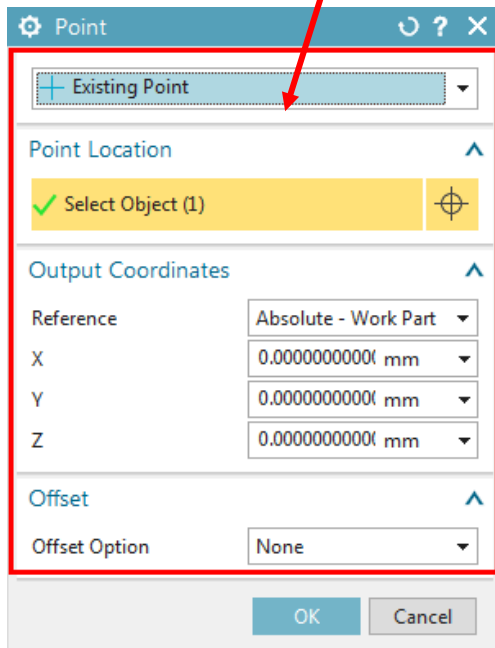 Point
?
Existing Point
Point Location
Select Object (1)
Output Coordinates
Reference Absolute - Work Part
X 0.0000000000( mm
Y 0.0000000000( mm
Z 0.0000000000( mm
Offset
Offset Option None
OK Cancel